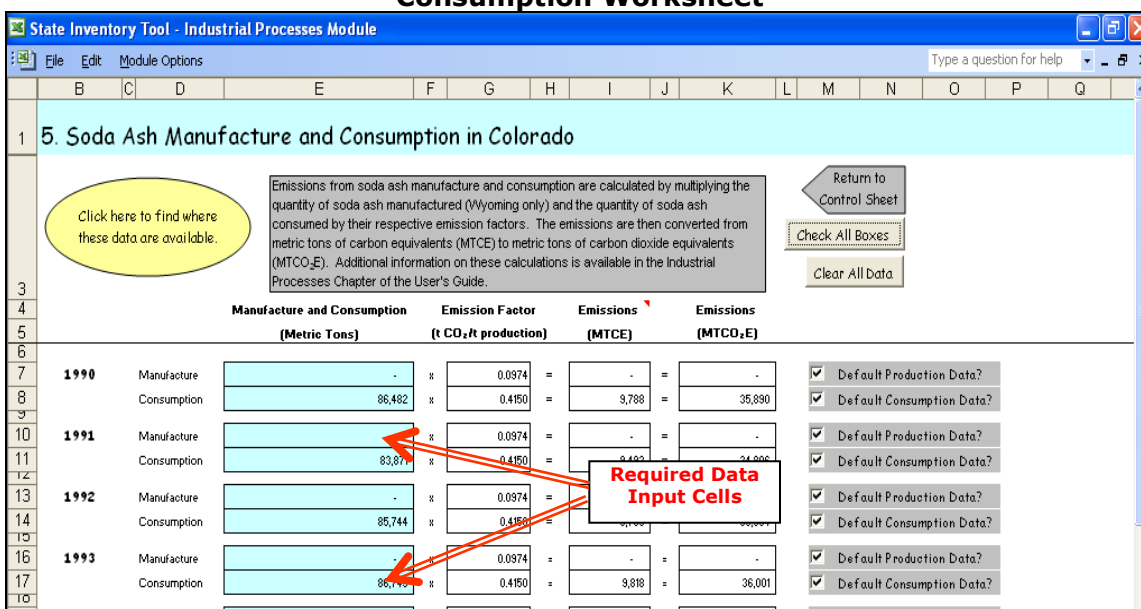 Consumption Worksheet
State Inventory Tool - Industrial Processes Module
File Edit Module Options Type a question for help
B C D E F G H I J K L M N O P Q
1 5. Soda Ash Manufacture and Consumption in Colorado
Click here to find where
these data are available.
Emissions from soda ash manufacture and consumption are calculated by multiplying the
quantity of soda ash manufactured (Wyoming only) and the quantity of soda ash
consumed by their respective emission factors. The emissions are then converted from
metric tons of carbon equivalents (MTCE) to metric tons of carbon dioxide equivalents
(MTCO₂E). Additional information on these calculations is available in the Industrial
Processes Chapter of the User's Guide.
Return to
Control Sheet
Check All Boxes
Clear All Data
3
4 Manufacture and Consumption Emission Factor Emissions Emissions
5 (Metric Tons) (t CO₂/t production) (MTCE) (MTCO₂E)
6
7 1990 Manufacture - x 0.0974 = - = - Default Production Data?
8 Consumption 86,482 x 0.4150 = 9,788 = 35,890 Default Consumption Data?
9
10 1991 Manufacture x 0.0974 = - = - Default Production Data?
11 Consumption 83,871 x 0.4150 = Default Consumption Data?
12
Required Data
Input Cells
13 1992 Manufacture - x 0.0974 = Default Production Data?
14 Consumption 85,744 x 0.4150 = Default Consumption Data?
15
16 1993 Manufacture - x 0.0974 = - = - Default Production Data?
17 Consumption x 0.4150 = 9,818 = 36,001 Default Consumption Data?
18